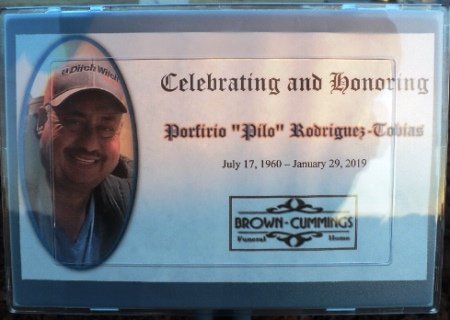 Ditch Witch
Celebrating and Honoring
Porfirio "Pilo" Rodriguez-Tobias
July 17, 1960 – January 29, 2019
BROWN-CUMMINGS
Funeral Home